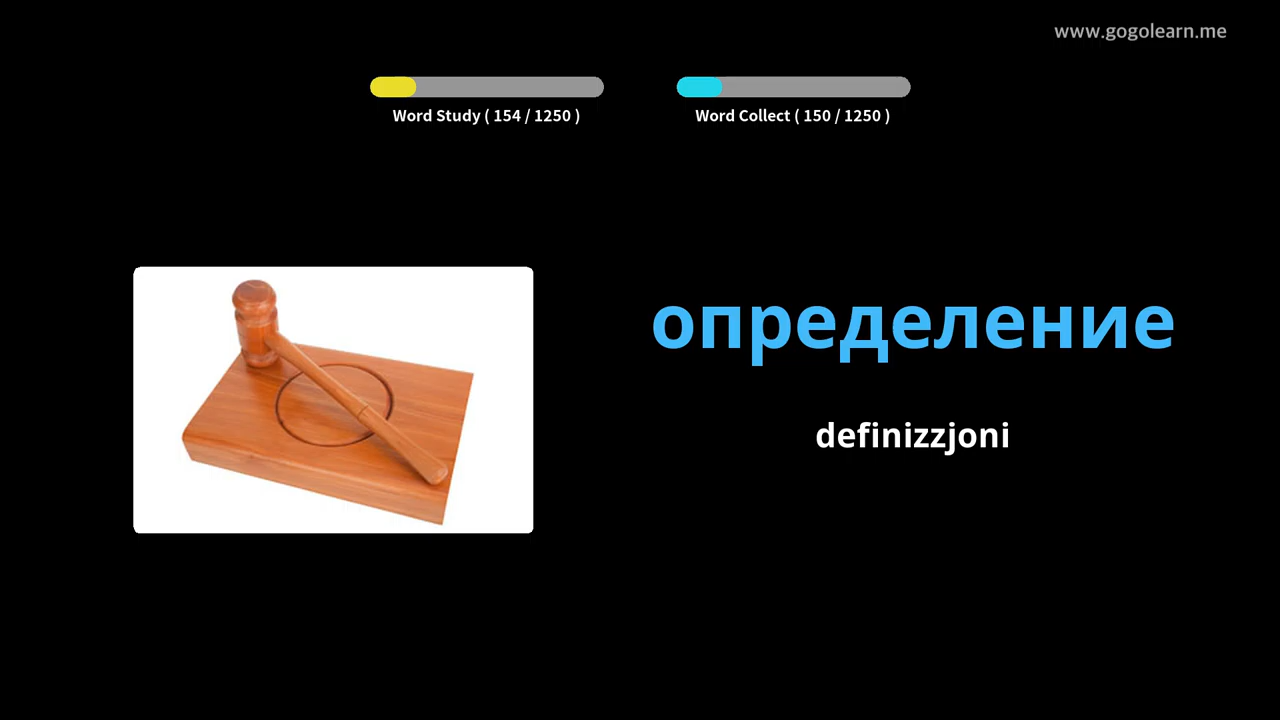 www.gogolearn.me
Word Study ( 154 / 1250 )
Word Collect ( 150 / 1250 )
определение
definizzjoni